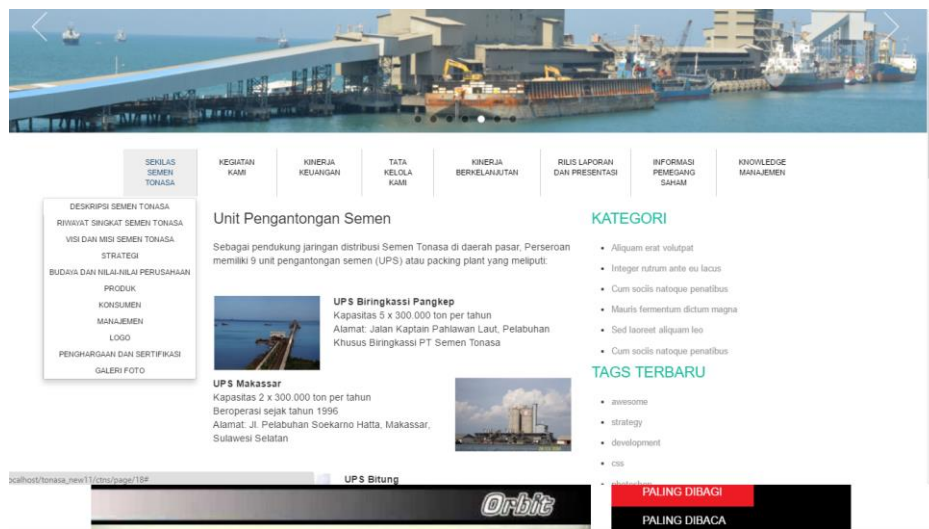 SEKILAS
SEMEN
TONASA
KEGIATAN
KAMI
KINERJA
KEUANGAN
TATA
KELOLA
KAMI
KINERJA
BERKELANJUTAN
RILIS LAPORAN
DAN PRESENTASI
INFORMASI
PEMEGANG
SAHAM
KNOWLEDGE
MANAJEMEN
DESKRIPSI SEMEN TONASA
RIWAYAT SINGKAT SEMEN TONASA
VISI DAN MISI SEMEN TONASA
STRATEGI
BUDAYA DAN NILAI-NILAI PERUSAHAAN
PRODUK
KONSUMEN
MANAJEMEN
LOGO
PENGHARGAAN DAN SERTIFIKASI
GALERI FOTO
Unit Pengantongan Semen
Sebagai pendukung jaringan distribusi Semen Tonasa di daerah pasar, Perseroan
memiliki 9 unit pengantongan semen (UPS) atau packing plant yang meliputi:
UPS Biringkassi Pangkep
Kapasitas 5 x 300.000 ton per tahun
Alamat: Jalan Kaptain Pahlawan Laut, Pelabuhan
Khusus Biringkassi PT Semen Tonasa
UPS Makassar
Kapasitas 2 x 300.000 ton per tahun
Beroperasi sejak tahun 1996
Alamat: Jl. Pelabuhan Soekarno Hatta, Makassar,
Sulawesi Selatan
UPS Bitung
KATEGORI
Aliquam erat volutpat
Integer rutrum ante eu lacus
Cum sociis natoque penatibus
Mauris fermentum dictum magna
Sed laoreet aliquam leo
Cum sociis natoque penatibus
TAGS TERBARU
awesome
strategy
development
css
photoshop
ocalhost/tonasa_new11/ctns/page/18#
Orbit
PALING DIBAGI
PALING DIBACA